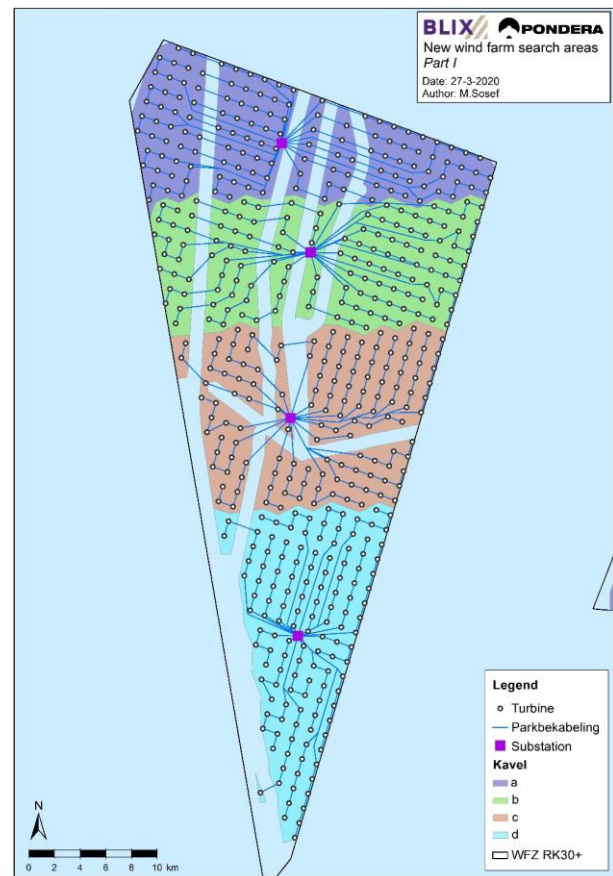 BLIX PONDERA
New wind farm search areas
Part I
Date: 27-3-2020
Author: M.Sosef
Legend
Turbine
Parkbekabeling
Substation
Kavel
a
b
c
d
WFZ RK30+
N
0 2 4 6 8 10 km